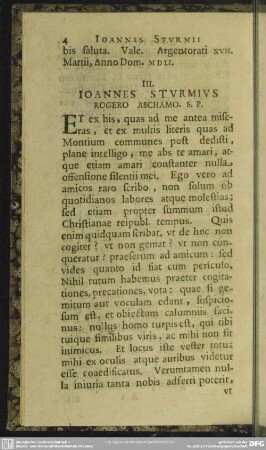 4 IOANNIS STVRMII
bis saluta. Vale. Argentorati XVII.
Martii, Anno Dom. MDLI.
III.
IOANNES STVRMIVS
ROGERO ASCHAMO. S. P.
ET ex his, quas ad me antea mise-
ras, et ex multis literis quas ad
Montium communes post dedisti,
plane intelligo, me abs te amari, at-
que etiam amari constanter nulla
offensione silentii mei. Ego vero ad
amicos raro scribo, non solum ob
quotidianos labores atque molestias;
sed etiam propter summum istud
Christianae reipubl. tempus. Quis
enim quidquam scribat, vt de hoc non
cogitet? vt non gemat? vt non con-
queratur? praesertim ad amicum: sed
vides quanto id fiat cum periculo.
Nihil tutum habemus praeter cogita-
tiones, precationes, vota: quae si ge-
mitum aut voculam edant, suspicio-
sum est, et obiectum calumniis faci-
nus: nullus homo turpis est, qui tibi
tuique similibus viris, ac mihi non sit
inimicus. Et locus iste vester totus
mihi ex oculis atque auribus videtur
esse coaedificatus. Verumtamen nul-
la iniuria tanta nobis adferri poterit,
vt